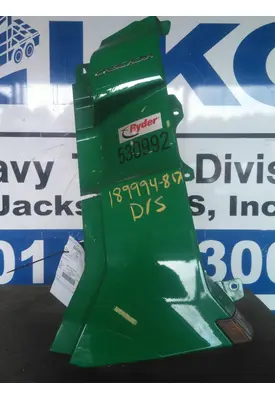 LKQ
Ryder
530992
avy T
-Divis
Jacks
S, Inc
189994-817
D/S
01
300